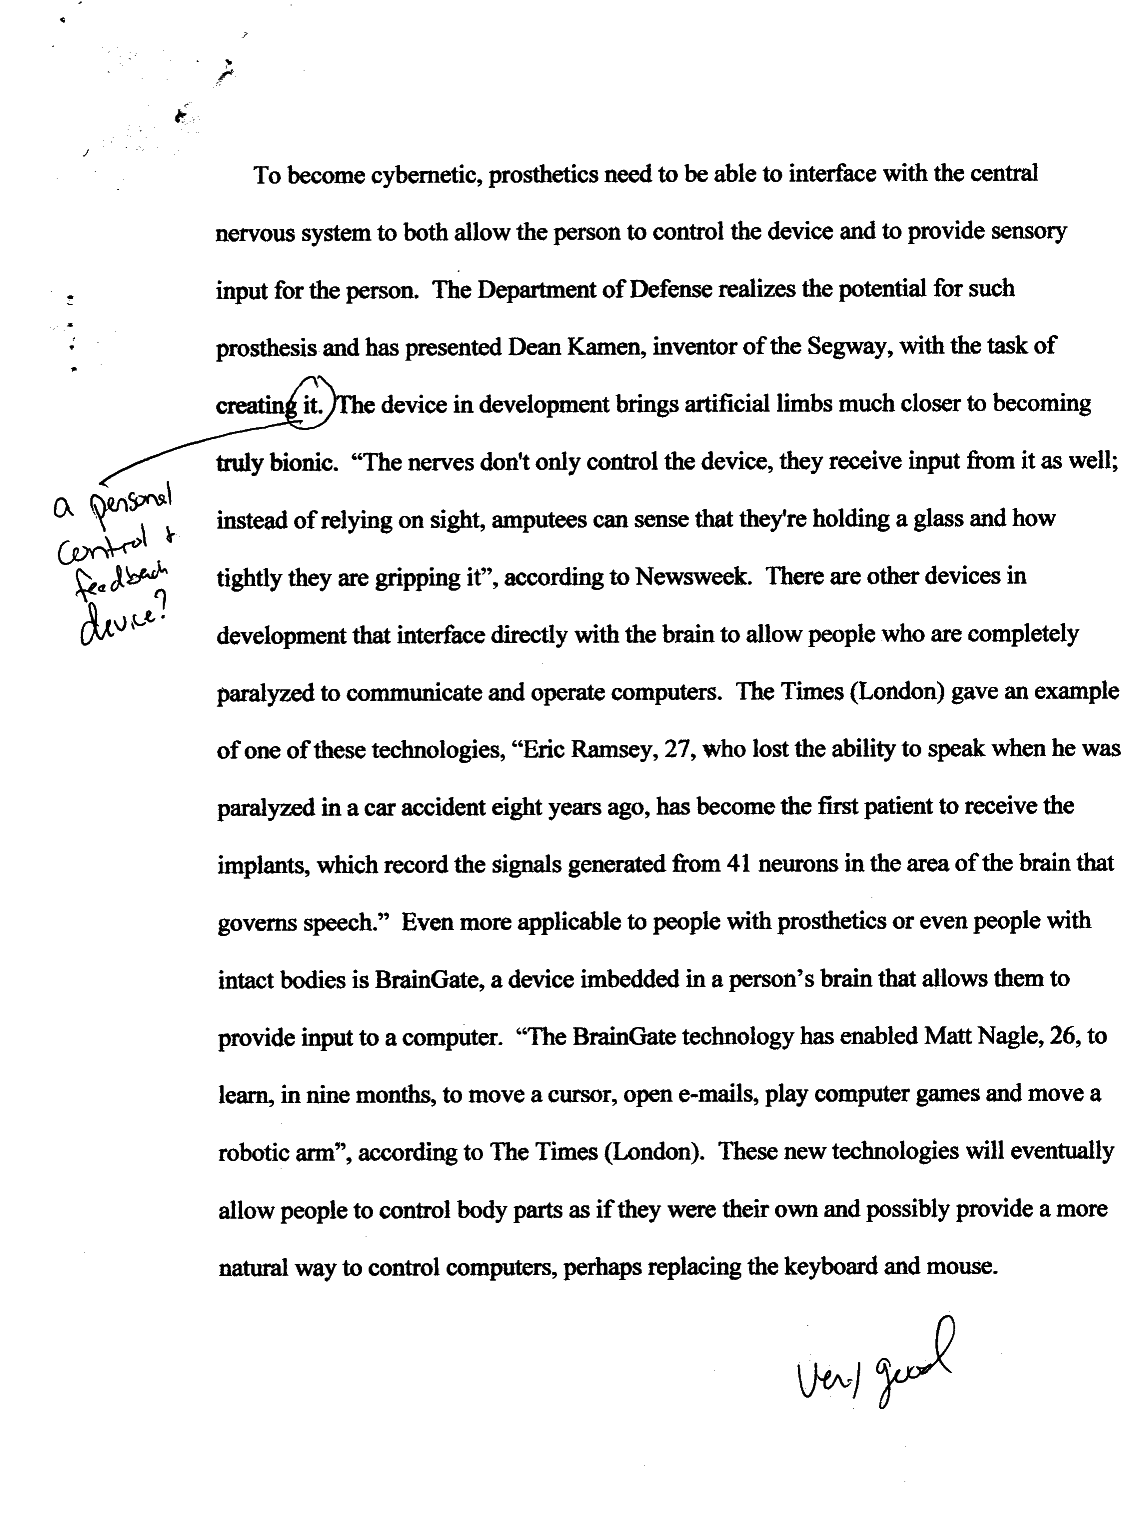 To become cybernetic, prosthetics need to be able to interface with the central
nervous system to both allow the person to control the device and to provide sensory
input for the person.  The Department of Defense realizes the potential for such
prosthesis and has presented Dean Kamen, inventor of the Segway, with the task of
creating it.  The device in development brings artificial limbs much closer to becoming
truly bionic.  “The nerves don't only control the device, they receive input from it as well;
a personal
control +
feedback
device?
instead of relying on sight, amputees can sense that they're holding a glass and how
tightly they are gripping it”, according to Newsweek.  There are other devices in
development that interface directly with the brain to allow people who are completely
paralyzed to communicate and operate computers.  The Times (London) gave an example
of one of these technologies, “Eric Ramsey, 27, who lost the ability to speak when he was
paralyzed in a car accident eight years ago, has become the first patient to receive the
implants, which record the signals generated from 41 neurons in the area of the brain that
governs speech.”  Even more applicable to people with prosthetics or even people with
intact bodies is BrainGate, a device imbedded in a person’s brain that allows them to
provide input to a computer.  “The BrainGate technology has enabled Matt Nagle, 26, to
learn, in nine months, to move a cursor, open e-mails, play computer games and move a
robotic arm”, according to The Times (London).  These new technologies will eventually
allow people to control body parts as if they were their own and possibly provide a more
natural way to control computers, perhaps replacing the keyboard and mouse.
Very good